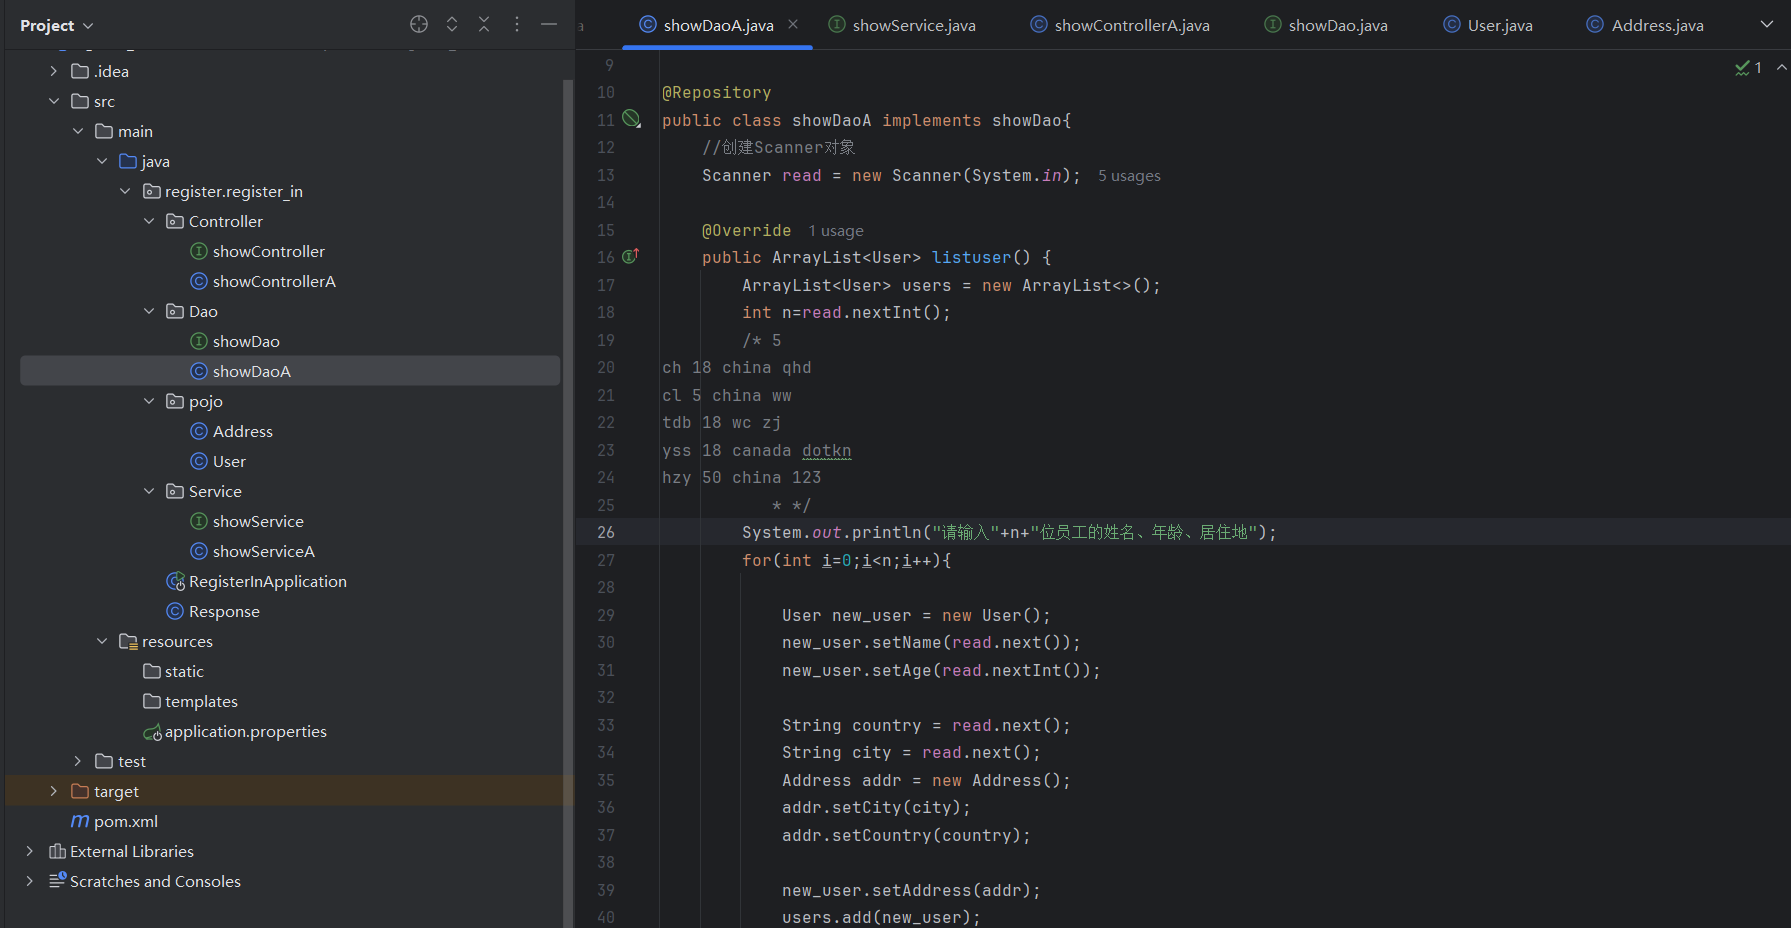 Project
.idea
src
main
java
register.register_in
Controller
showController
showControllerA
Dao
showDao
showDaoA
pojo
Address
User
Service
showService
showServiceA
RegisterInApplication
Response
resources
static
templates
application.properties
test
target
pom.xml
External Libraries
Scratches and Consoles
a showDaoA.java showService.java showControllerA.java showDao.java User.java Address.java
1
9
10 @Repository
11 public class showDaoA implements showDao{
12 //创建Scanner对象
13 Scanner read = new Scanner(System.in); 5 usages
14
15 @Override 1 usage
16 public ArrayList<User> listuser() {
17 ArrayList<User> users = new ArrayList<>();
18 int n=read.nextInt();
19 /* 5
20 ch 18 china qhd
21 cl 5 china ww
22 tdb 18 wc zj
23 yss 18 canada dotkn
24 hzy 50 china 123
25 * */
26 System.out.println("请输入"+n+"位员工的姓名、年龄、居住地");
27 for(int i=0;i<n;i++){
28
29 User new_user = new User();
30 new_user.setName(read.next());
31 new_user.setAge(read.nextInt());
32
33 String country = read.next();
34 String city = read.next();
35 Address addr = new Address();
36 addr.setCity(city);
37 addr.setCountry(country);
38
39 new_user.setAddress(addr);
40 users.add(new_user);